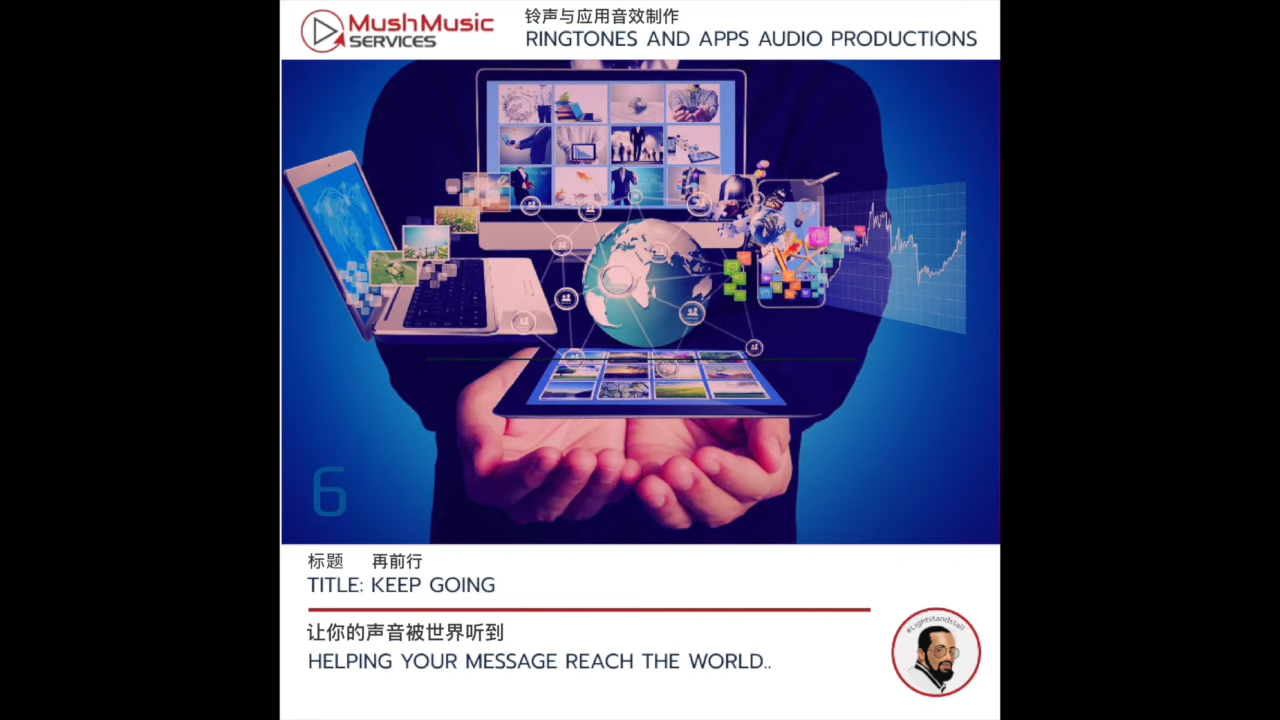 MushMusic
SERVICES
铃声与应用音效制作
RINGTONES AND APPS AUDIO PRODUCTIONS
6
标题 再前行
TITLE: KEEP GOING
让你的声音被世界听到
HELPING YOUR MESSAGE REACH THE WORLD..
#Lightstandstall